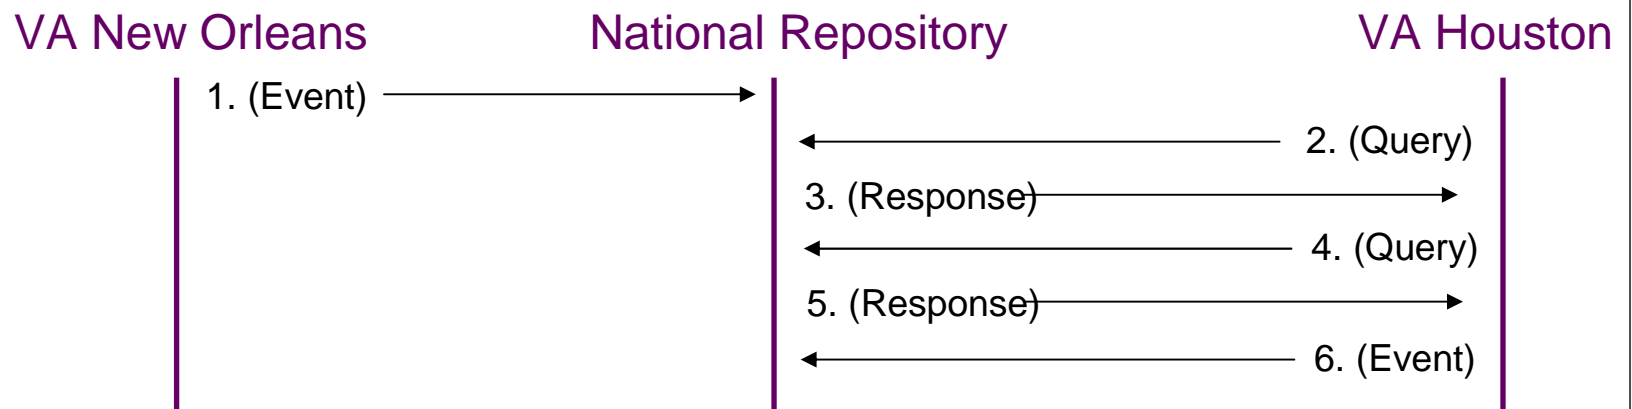 VA New Orleans National Repository VA Houston
1. (Event)
2. (Query)
3. (Response)
4. (Query)
5. (Response)
6. (Event)